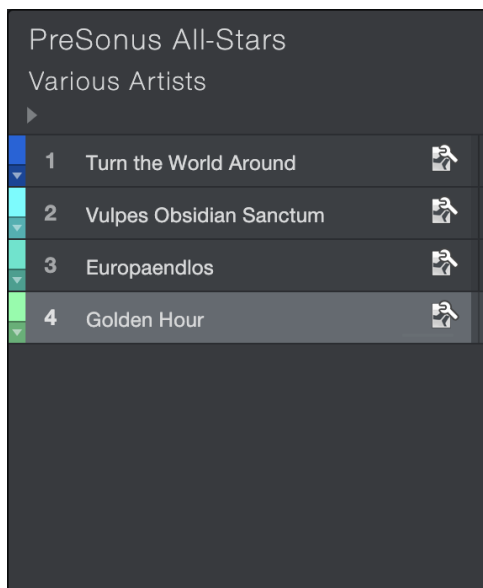 PreSonus All-Stars
Various Artists
1 Turn the World Around
2 Vulpes Obsidian Sanctum
3 Europaendlos
4 Golden Hour